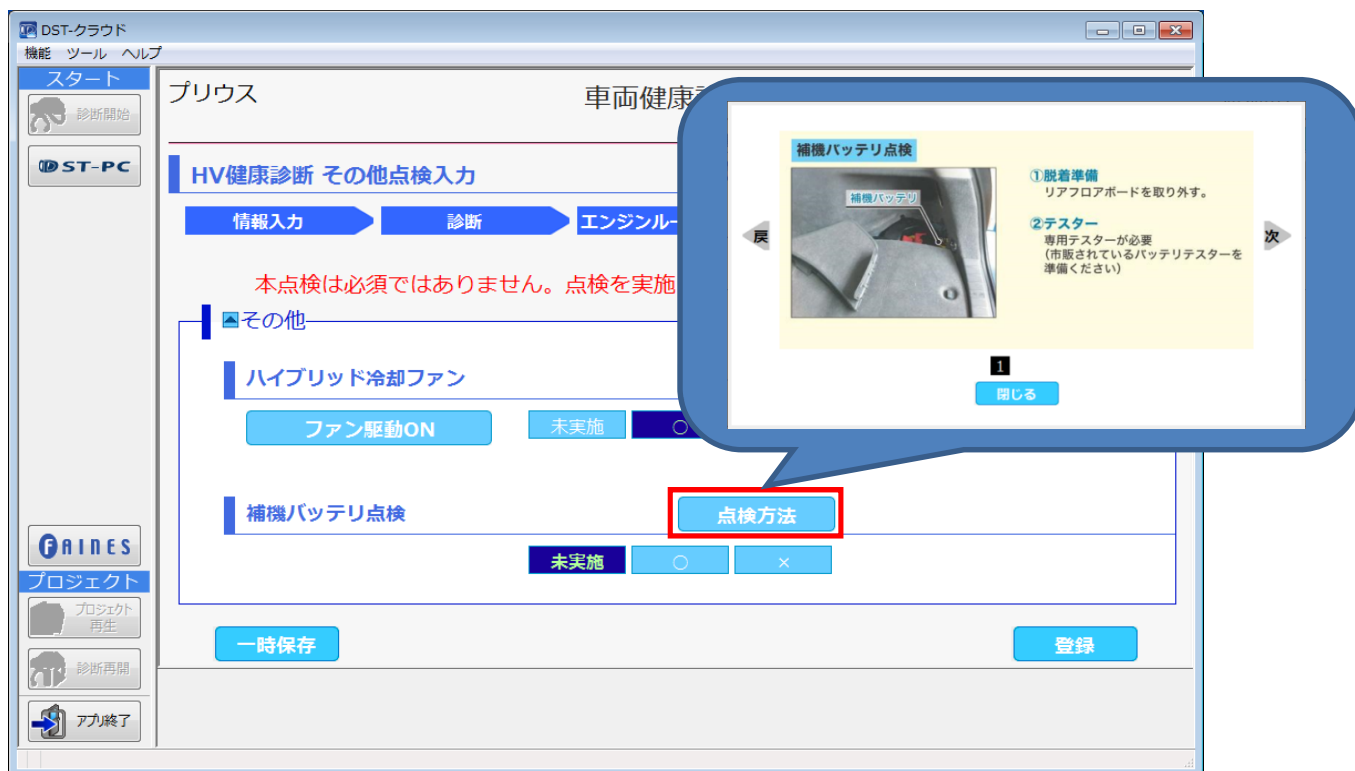 DST-クラウド
機能 ツール ヘルプ
スタート
診断開始
DST-PC
FAINES
プロジェクト
プロジェクト
再生
診断再開
アプリ終了
プリウス
車両健康
HV健康診断 その他点検入力
情報入力
診断
エンジンルー
本点検は必須ではありません。点検を実施
その他
ハイブリッド冷却ファン
ファン駆動ON
未実施
○
補機バッテリ点検
点検方法
未実施
○
×
一時保存
登録
補機バッテリ点検
補機バッテリ
①脱着準備
リアフロアボードを取り外す。
②テスター
専用テスターが必要
(市販されているバッテリテスターを
準備ください)
戻
次
1
閉じる